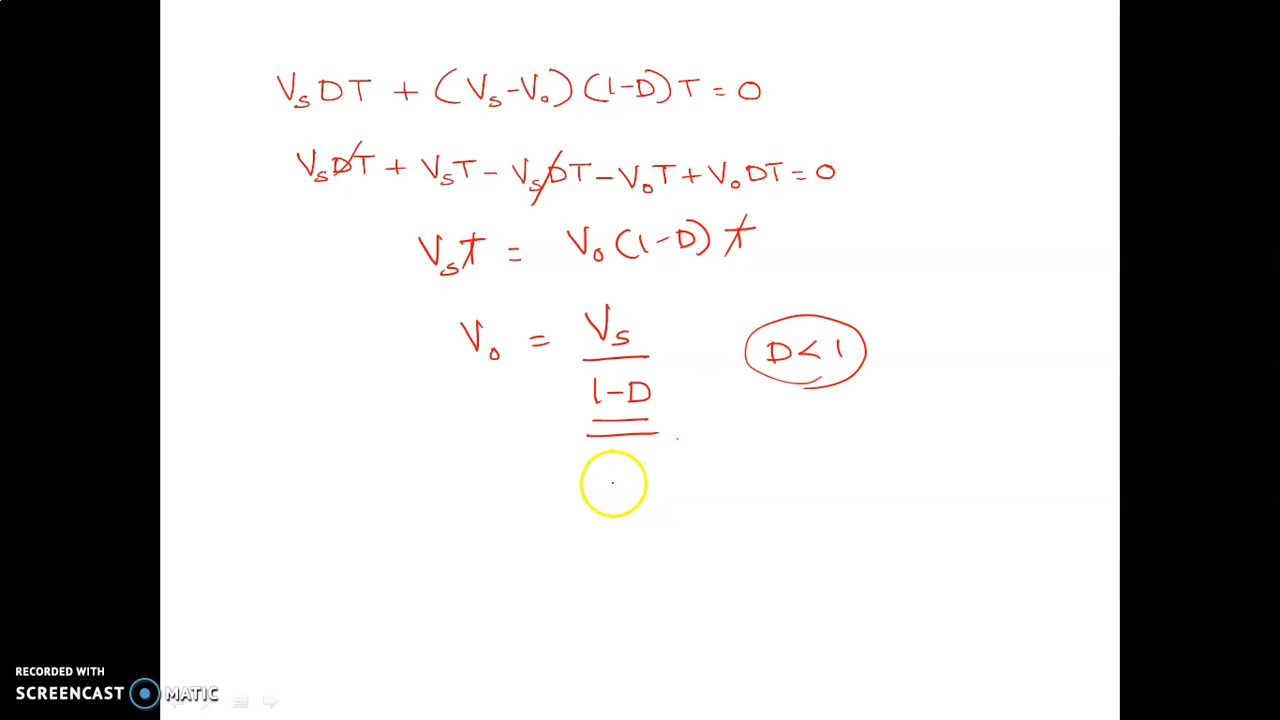 VsDT + (Vs-Vo)(1-D)T = 0
VsDT + VsT - VsDT - VoT + VoDT = 0
VsT = Vo(1-D)T
Vo = Vs
1-D
D < 1
RECORDED WITH
SCREENCAST MATIC